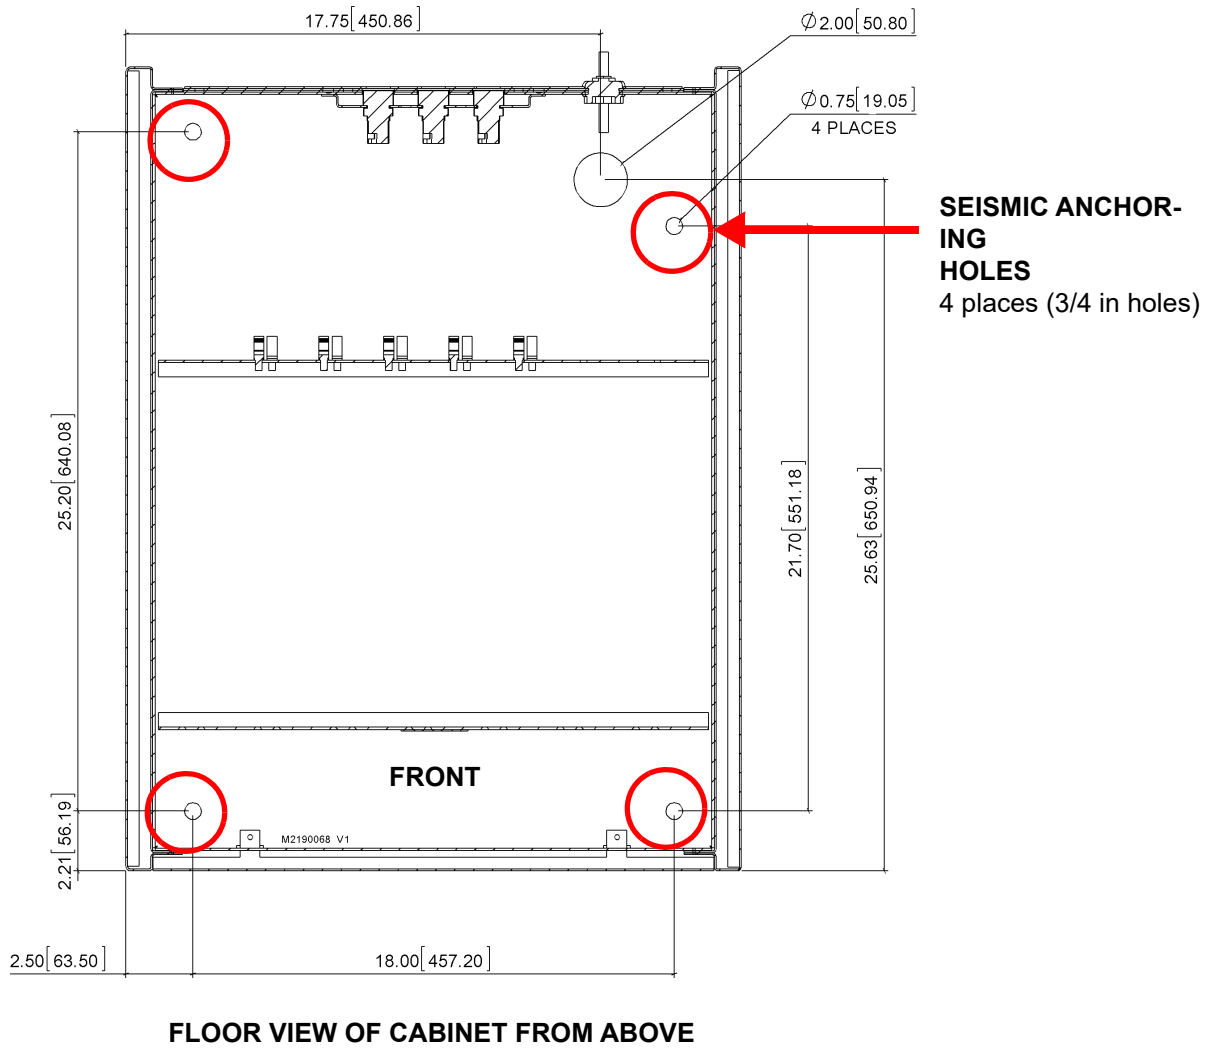 17.75[450.86]
Ø2.00[50.80]
Ø0.75[19.05]
4 PLACES
SEISMIC ANCHOR-
ING
HOLES
4 places (3/4 in holes)
25.20[640.08]
21.70[551.18]
25.63[650.94]
FRONT
2.21[56.19]
M2190068 V1
2.50[63.50]
18.00[457.20]
FLOOR VIEW OF CABINET FROM ABOVE